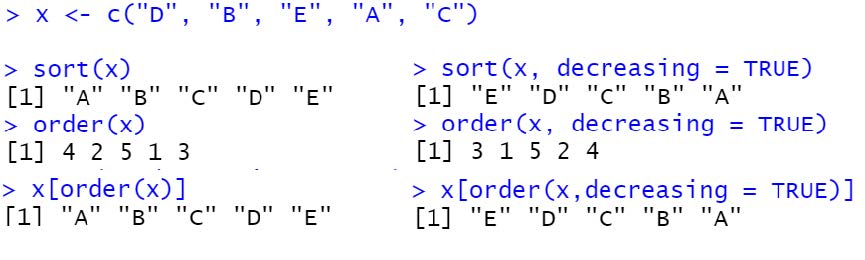 > x <- c("D", "B", "E", "A", "C")
> sort(x)
[1] "A" "B" "C" "D" "E"
> order(x)
[1] 4 2 5 1 3
> x[order(x)]
[1] "A" "B" "C" "D" "E"
> sort(x, decreasing = TRUE)
[1] "E" "D" "C" "B" "A"
> order(x, decreasing = TRUE)
[1] 3 1 5 2 4
> x[order(x,decreasing = TRUE)]
[1] "E" "D" "C" "B" "A"